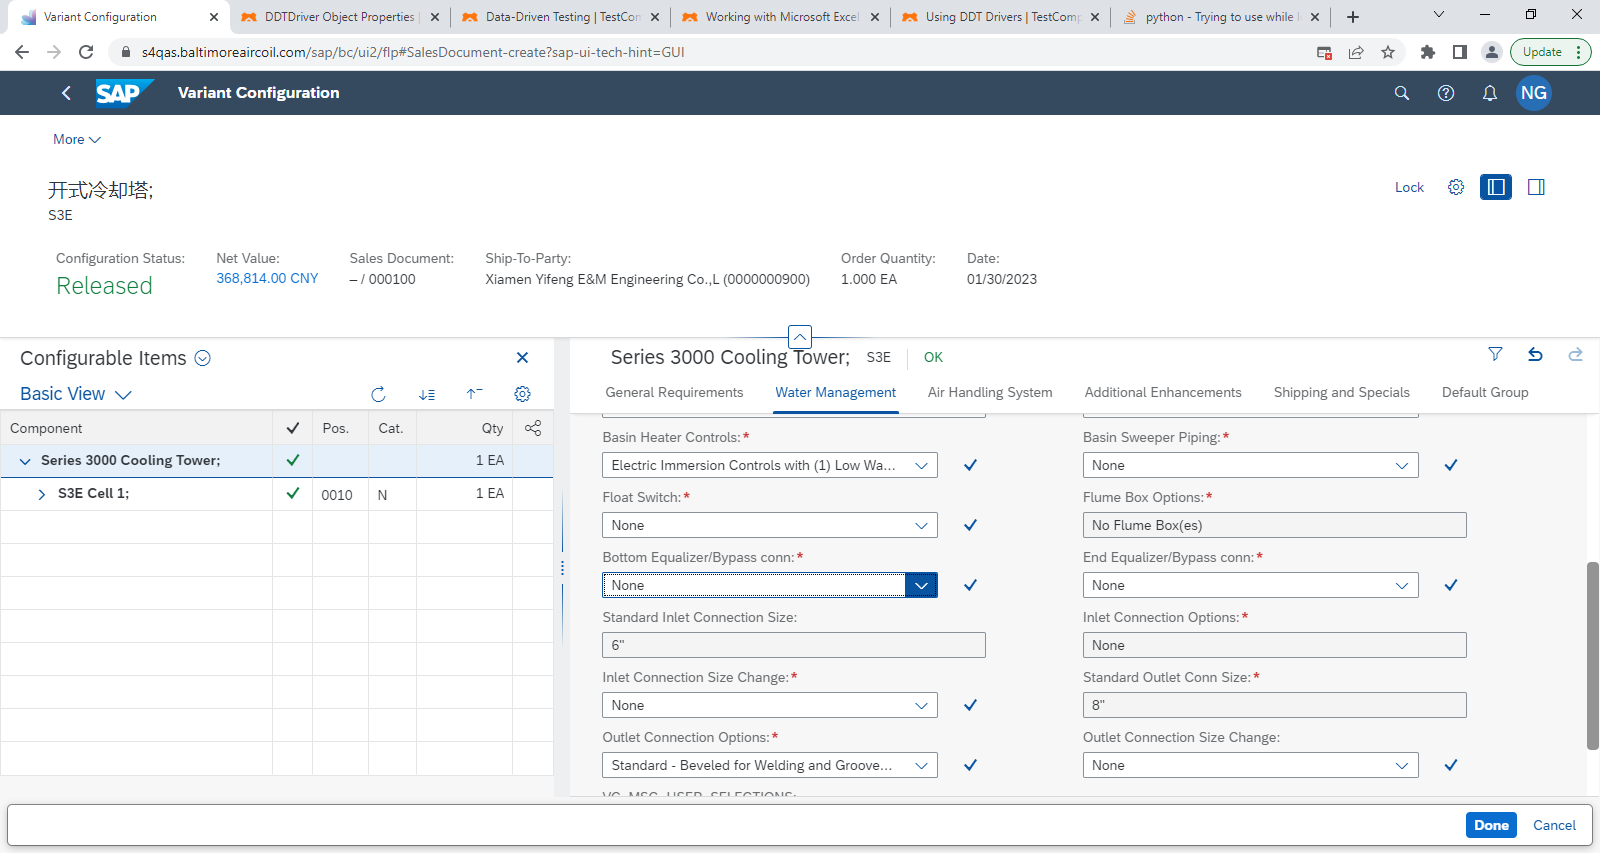 Variant Configuration
DDTDriver Object Properties
Data-Driven Testing | TestCom
Working with Microsoft Excel
Using DDT Drivers | TestComp
python - Trying to use while l
s4qas.baltimoreaircoil.com/sap/bc/ui2/flp#SalesDocument-create?sap-ui-tech-hint=GUI
Update
SAP
Variant Configuration
NG
More
开式冷却塔;
S3E
Lock
Configuration Status:
Released
Net Value:
368,814.00 CNY
Sales Document:
– / 000100
Ship-To-Party:
Xiamen Yifeng E&M Engineering Co.,L (0000000900)
Order Quantity:
1.000 EA
Date:
01/30/2023
Configurable Items
Basic View
Component Pos. Cat. Qty
Series 3000 Cooling Tower; 1 EA
S3E Cell 1; 0010 N 1 EA
Series 3000 Cooling Tower; S3E OK
General Requirements Water Management Air Handling System Additional Enhancements Shipping and Specials Default Group
Basin Heater Controls:*
Electric Immersion Controls with (1) Low Wa...
Basin Sweeper Piping:*
None
Float Switch:*
None
Flume Box Options:*
No Flume Box(es)
Bottom Equalizer/Bypass conn:*
None
End Equalizer/Bypass conn:*
None
Standard Inlet Connection Size:
6"
Inlet Connection Options:*
None
Inlet Connection Size Change:*
None
Standard Outlet Conn Size:*
8"
Outlet Connection Options:*
Standard - Beveled for Welding and Groove...
Outlet Connection Size Change:
None
VC_MSG_USER_SELECTIONS:
Done Cancel